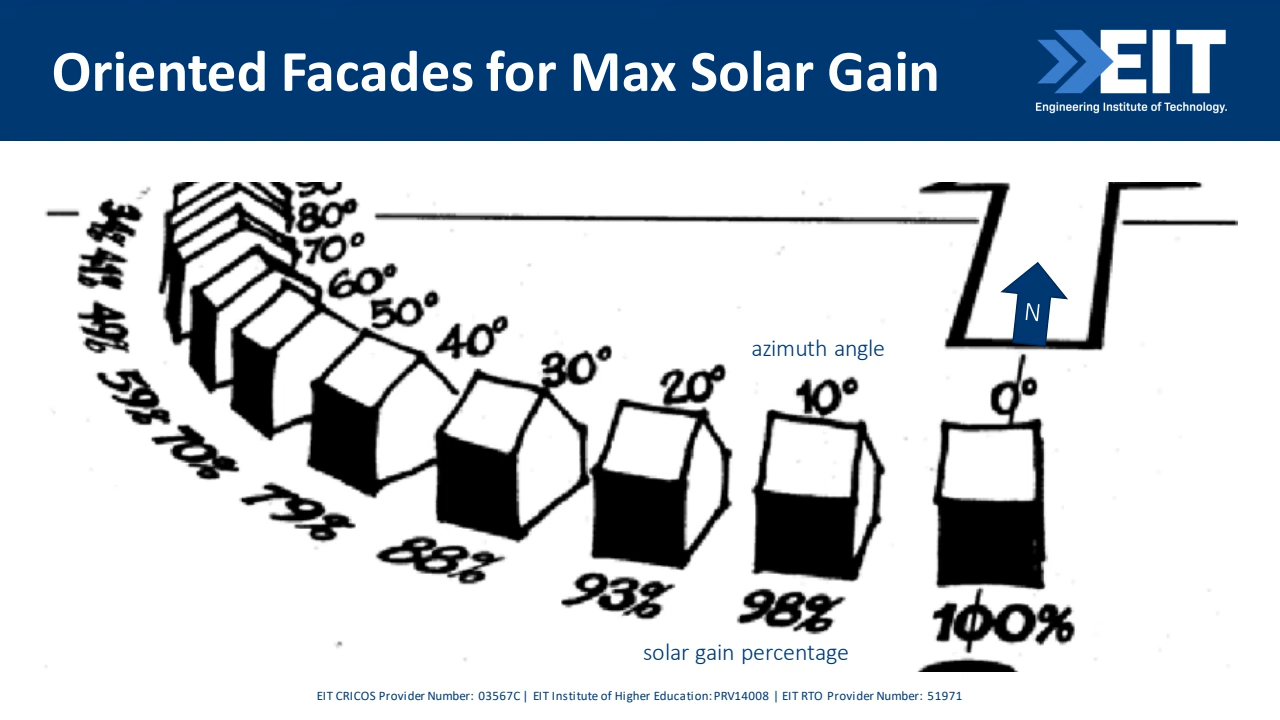 Oriented Facades for Max Solar Gain
EIT
Engineering Institute of Technology.
80°
70°
60°
50°
40°
30°
20°
10°
0°
N
azimuth angle
49%
59%
70%
79%
88%
93%
98%
100%
solar gain percentage
EIT CRICOS Provider Number: 03567C | EIT Institute of Higher Education: PRV14008 | EIT RTO Provider Number: 51971